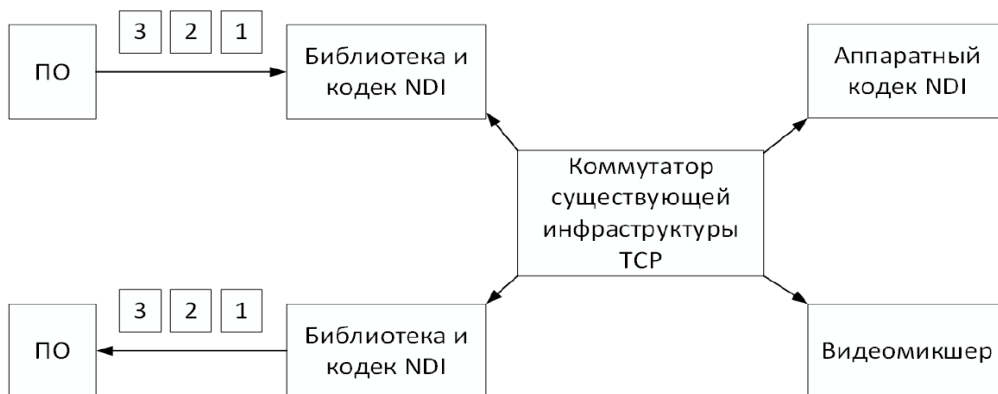 3 2 1
ПО
Библиотека и
кодек NDI
Аппаратный
кодек NDI
Коммутатор
существующей
инфраструктуры
TCP
3 2 1
ПО
Библиотека и
кодек NDI
Видеомикшер